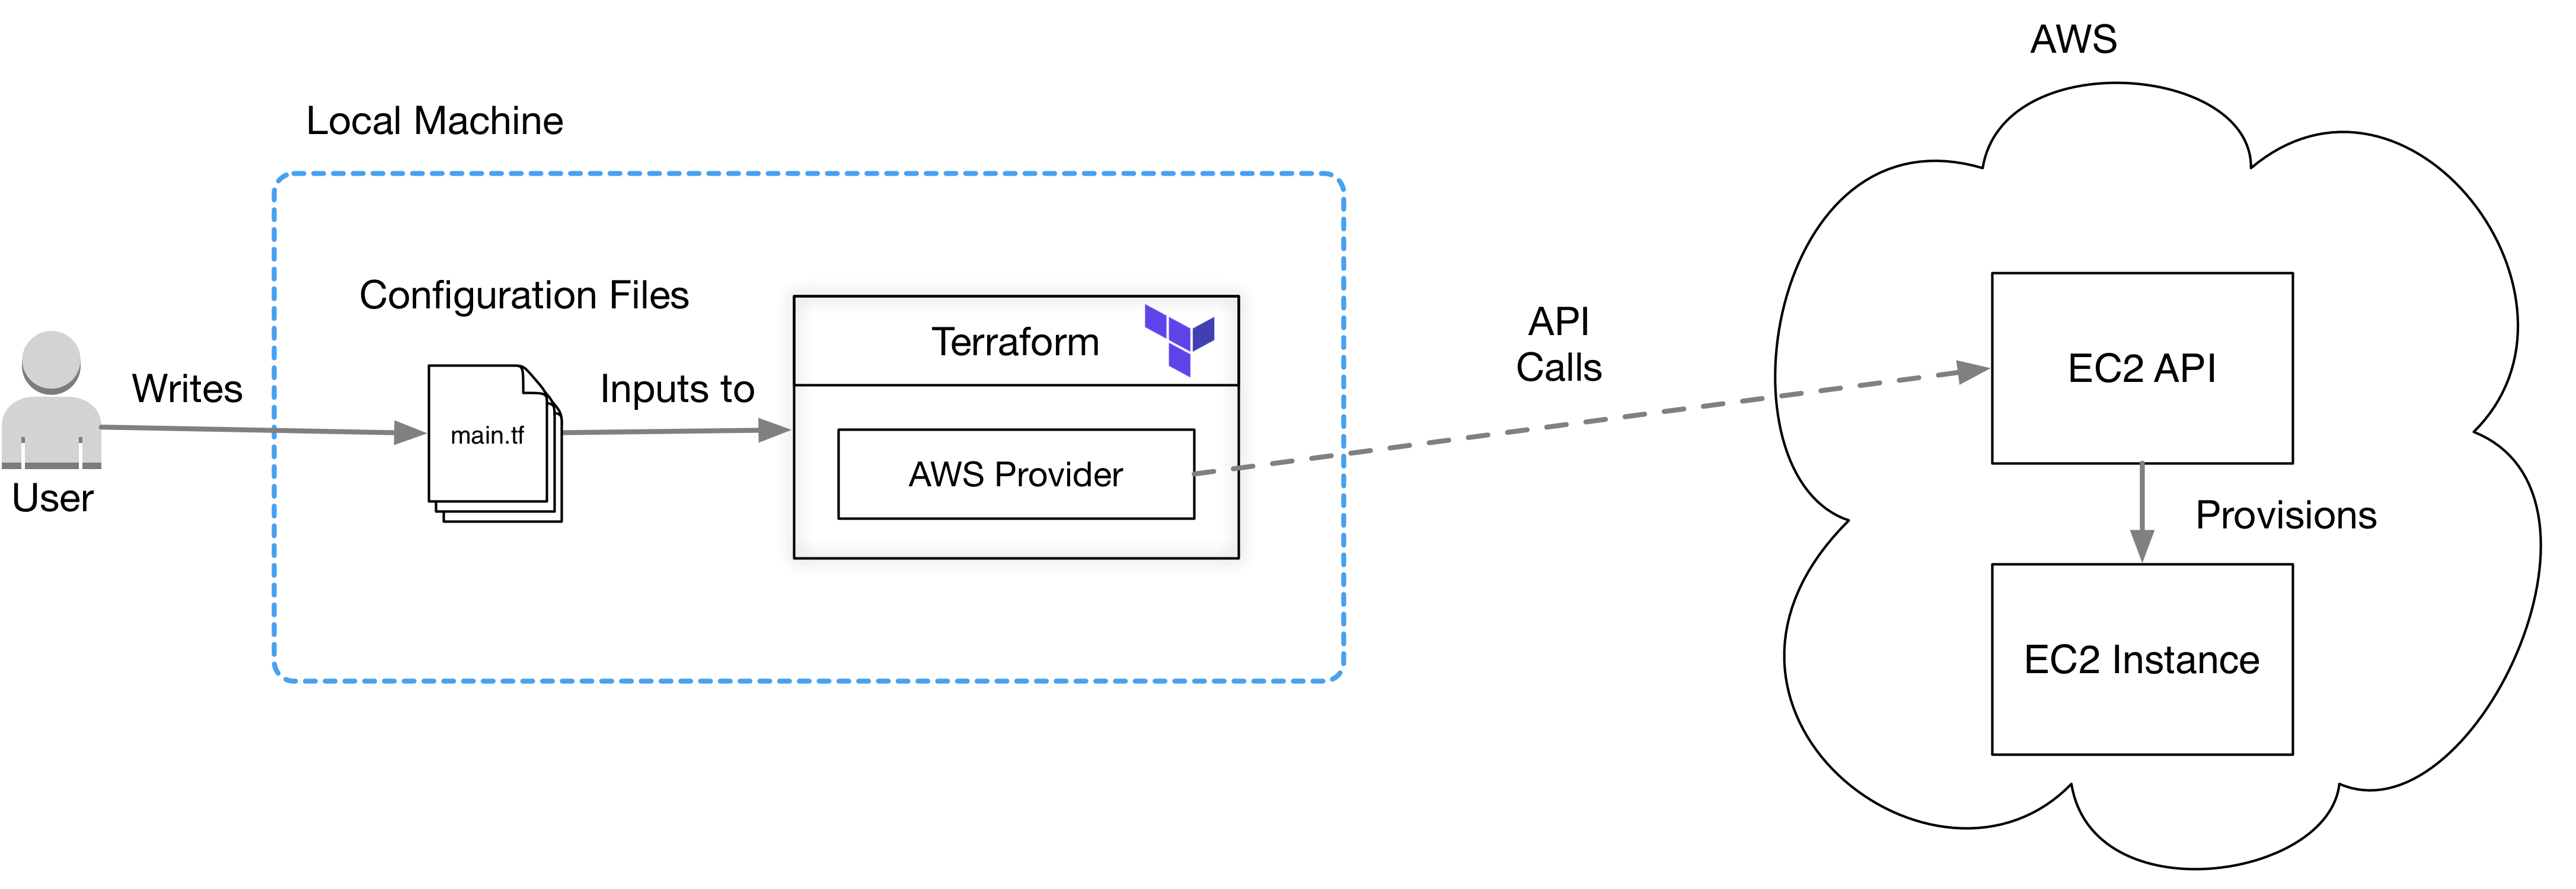 AWS
Local Machine
Configuration Files
Terraform
API
Calls
EC2 API
Writes
Inputs to
main.tf
AWS Provider
User
Provisions
EC2 Instance